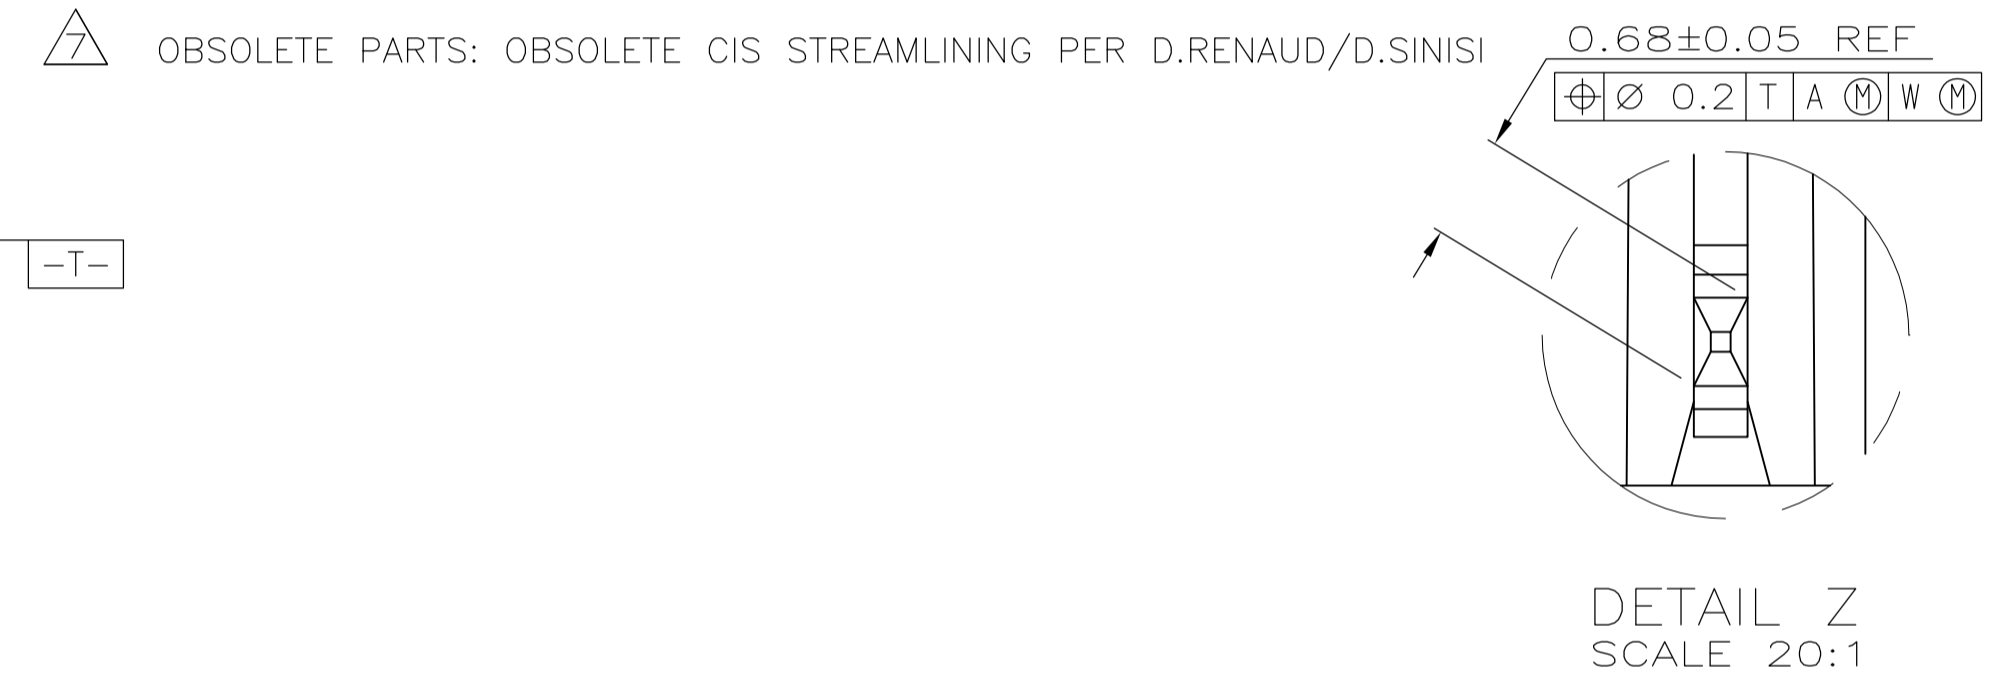 7 OBSOLETE PARTS: OBSOLETE CIS STREAMLINING PER D.RENAUD/D.SINISI
0.68±0.05 REF
⌖ Ø 0.2 T A Ⓜ W Ⓜ
-T-
DETAIL Z
SCALE 20:1